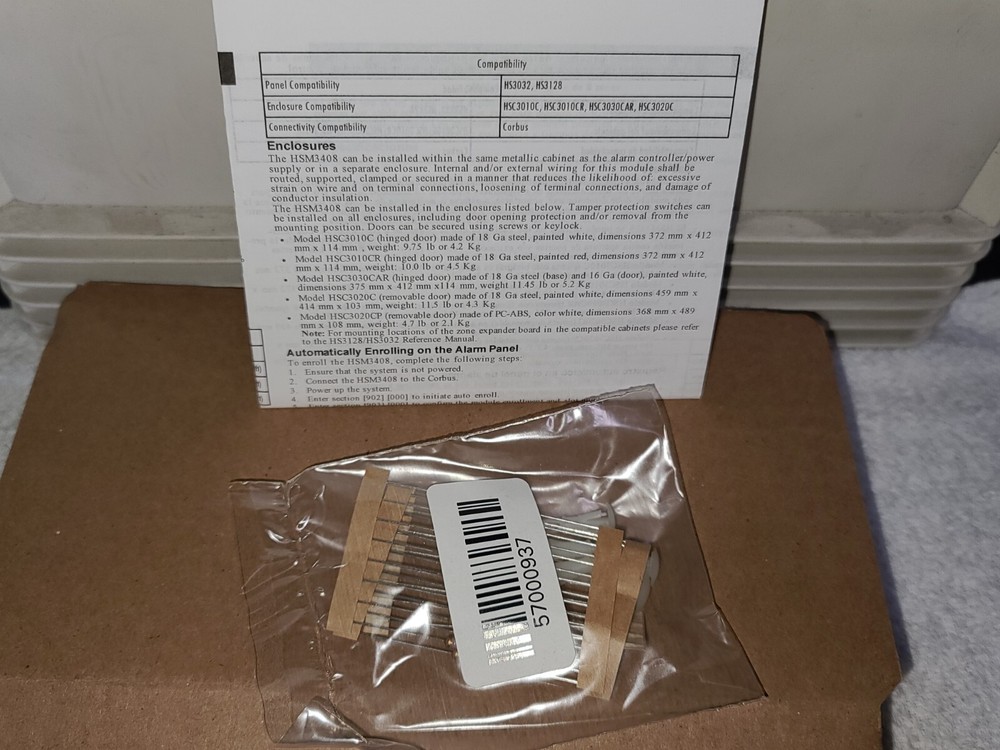 Compatibility
Panel Compatibility HS3032, HS3128
Enclosure Compatibility HSC3010C, HSC3010CR, HSC3030CAR, HSC3020C
Connectivity Compatibility Corbus
Enclosures
The HSM3408 can be installed within the same metallic cabinet as the alarm controller/power
supply or in a separate enclosure. Internal and/or external wiring for this module shall be
routed, supported, clamped or secured in a manner that reduces the likelihood of: excessive
strain on wire and on terminal connections, loosening of terminal connections, and damage of
conductor insulation.
The HSM3408 can be installed in the enclosures listed below. Tamper protection switches can
be installed on all enclosures, including door opening protection and/or removal from the
mounting position. Doors can be secured using screws or keylock.
• Model HSC3010C (hinged door) made of 18 Ga steel, painted white, dimensions 372 mm x 412
mm x 114 mm , weight: 9.75 lb or 4.2 Kg
• Model HSC3010CR (hinged door) made of 18 Ga steel, painted red, dimensions 372 mm x 412
mm x 114 mm, weight: 10.0 lb or 4.5 Kg
• Model HSC3030CAR (hinged door) made of 18 Ga steel (base) and 16 Ga (door), painted white,
dimensions 375 mm x 412 mm x114 mm, weight 11.45 lb or 5.2 Kg
• Model HSC3020C (removable door) made of 18 Ga steel, painted white, dimensions 459 mm x
414 mm x 103 mm, weight: 11.5 lb or 4.3 Kg
• Model HSC3020CP (removable door) made of PC-ABS, color white, dimensions 368 mm x 489
mm x 108 mm, weight: 4.7 lb or 2.1 Kg
Note: For mounting locations of the zone expander board in the compatible cabinets please refer
to the HS3128/HS3032 Reference Manual.
Automatically Enrolling on the Alarm Panel
To enroll the HSM3408, complete the following steps:
1. Ensure that the system is not powered.
2. Connect the HSM3408 to the Corbus.
3. Power up the system.
4. Enter section [902] [000] to initiate auto enroll.
57000937